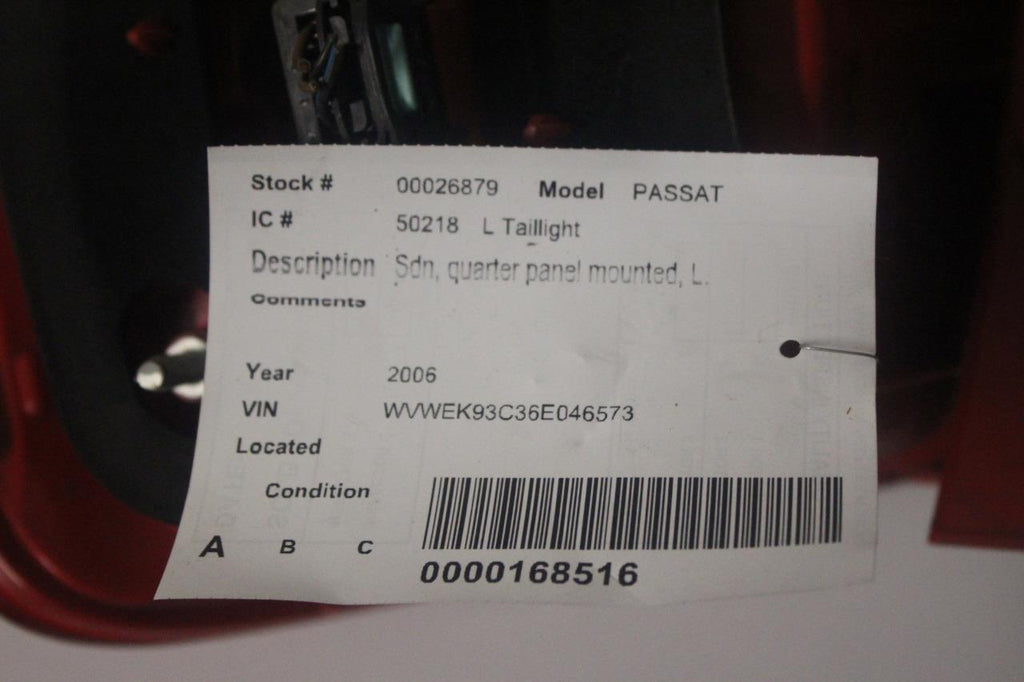 Stock # 00026879 Model PASSAT
IC # 50218 L Taillight
Description Sdn, quarter panel mounted, L.
Comments
Year 2006
VIN WVWEK93C36E046573
Located
Condition
A B C
0000168516